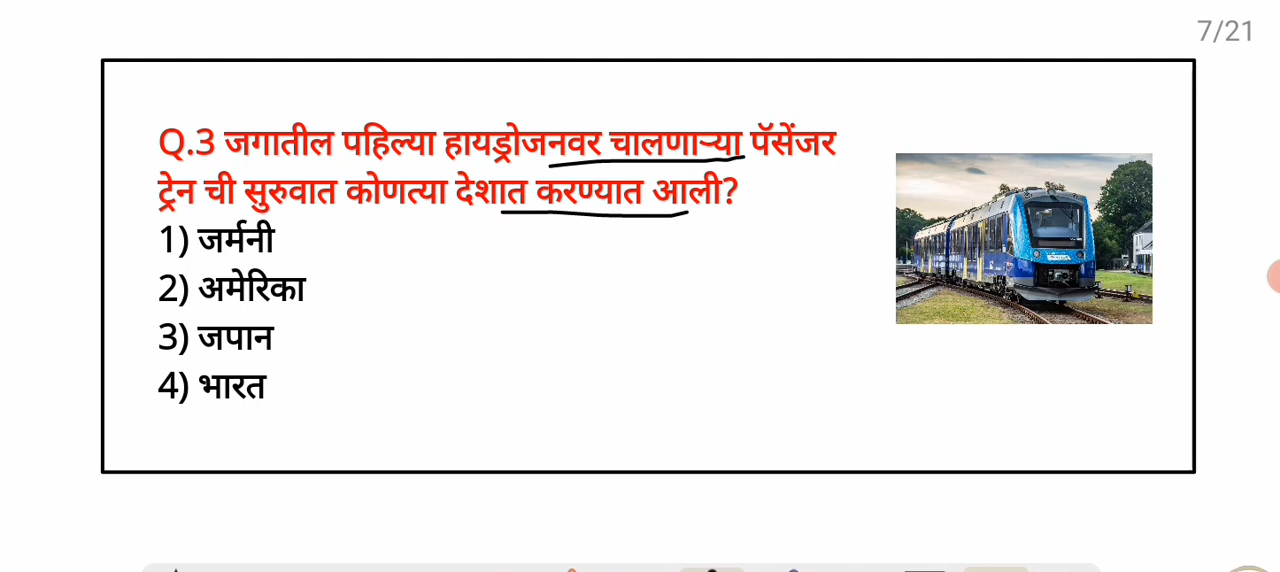 7/21
Q.3 जगातील पहिल्या हायड्रोजनवर चालणाऱ्या पॅसेंजर
ट्रेन ची सुरुवात कोणत्या देशात करण्यात आली?
1) जर्मनी
2) अमेरिका
3) जपान
4) भारत